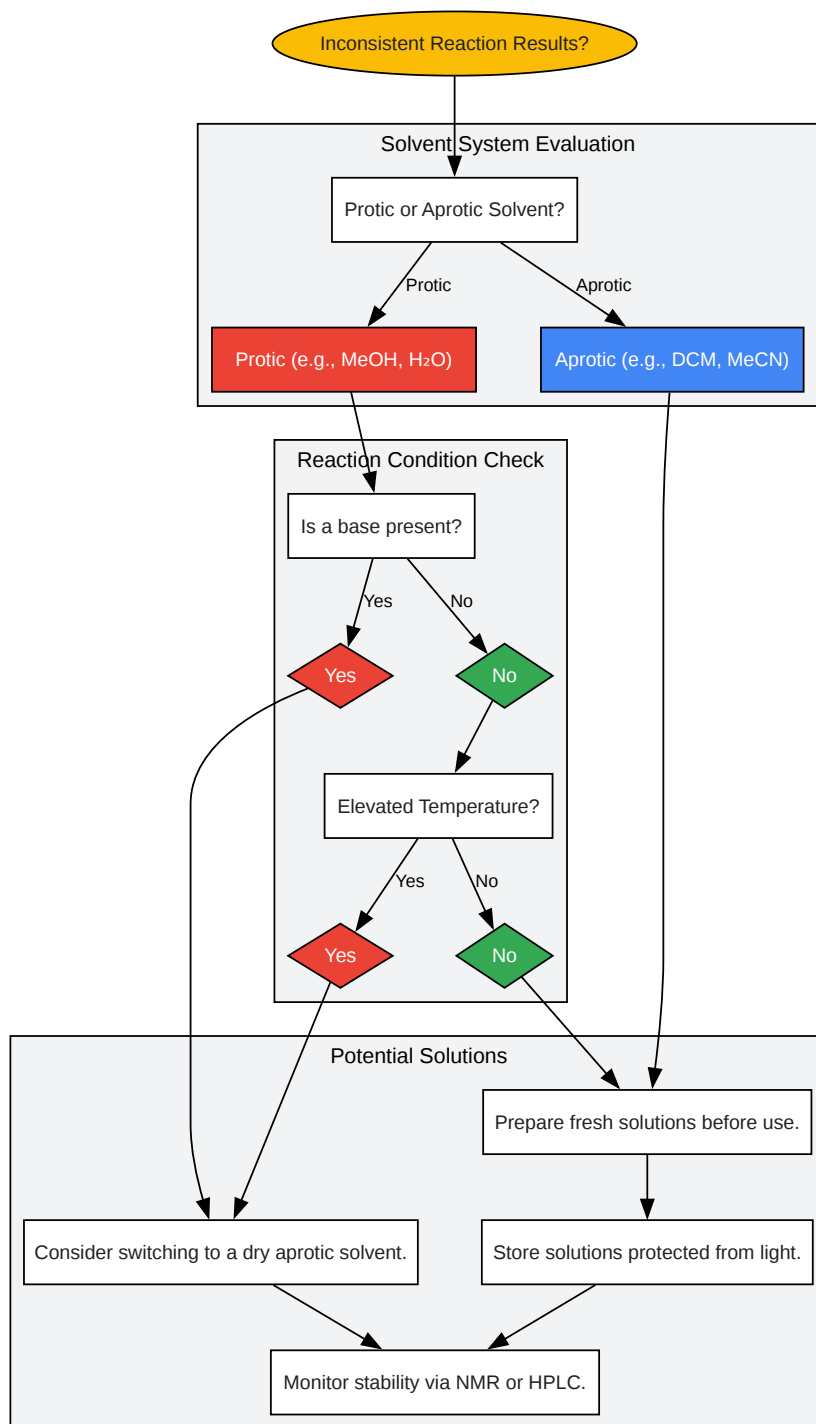 Inconsistent Reaction Results?
Solvent System Evaluation
Protic or Aprotic Solvent?
Protic
Aprotic
Protic (e.g., MeOH, H₂O)
Aprotic (e.g., DCM, MeCN)
Reaction Condition Check
Is a base present?
Yes
No
Yes
No
Elevated Temperature?
Yes
No
Yes
No
Potential Solutions
Prepare fresh solutions before use.
Consider switching to a dry aprotic solvent.
Store solutions protected from light.
Monitor stability via NMR or HPLC.